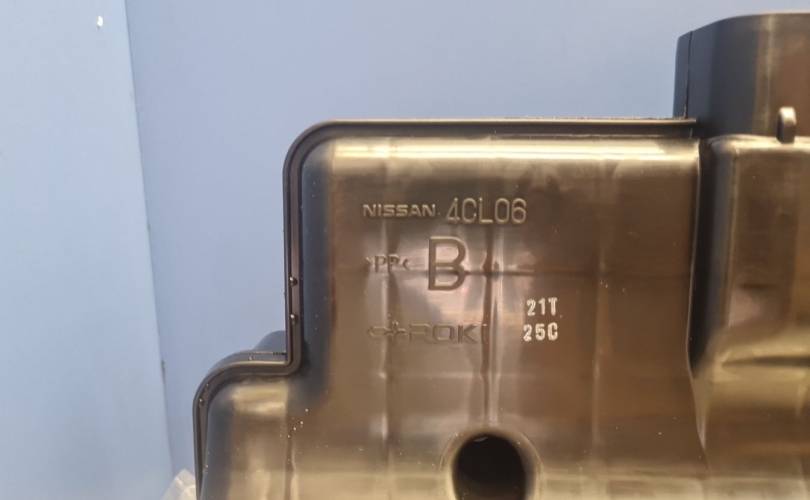 NISSAN 4CL06
>PP< B
21T
ROKI 25C